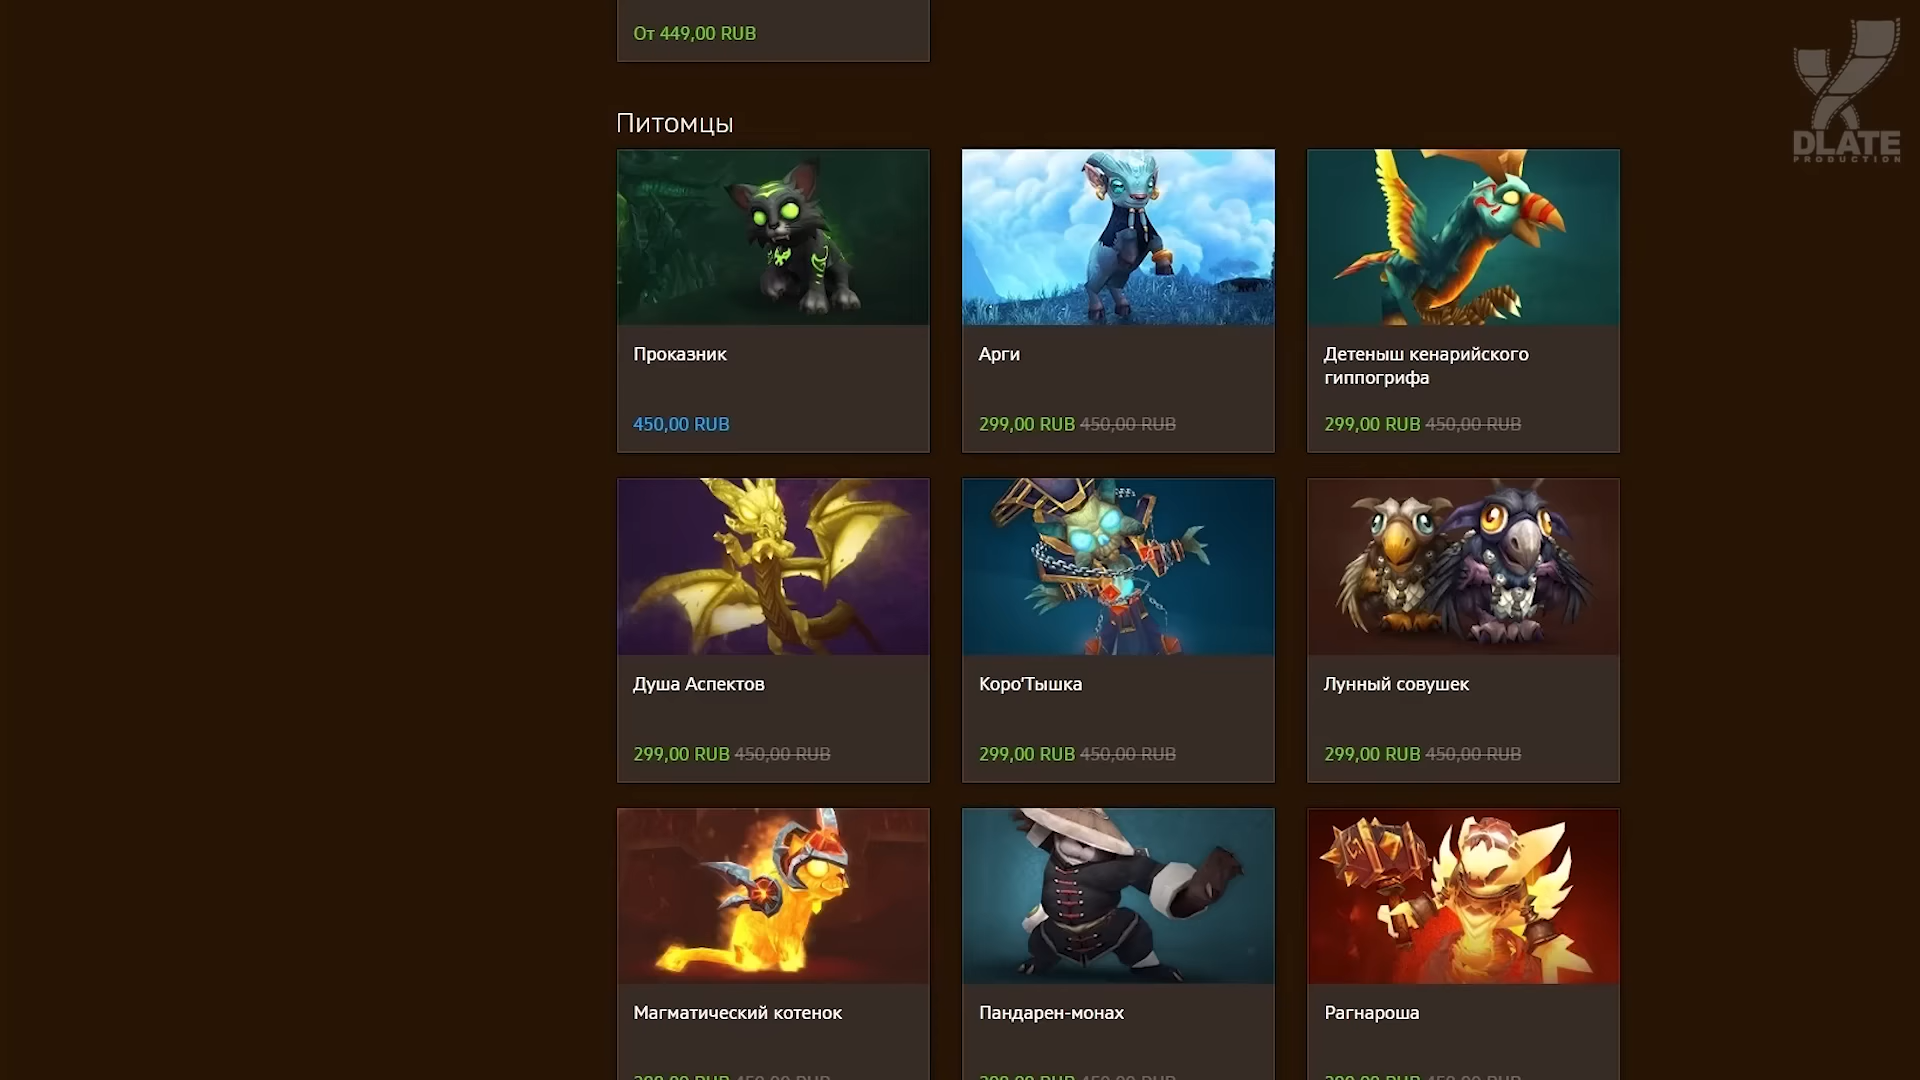 От 449,00 RUB
DLATE
PRODUCTION
Питомцы
Проказник
Арги
Детеныш кенарийского
гиппогрифа
450,00 RUB
299,00 RUB 450,00 RUB
299,00 RUB 450,00 RUB
Душа Аспектов
Коро'Тышка
Лунный совушек
299,00 RUB 450,00 RUB
299,00 RUB 450,00 RUB
299,00 RUB 450,00 RUB
Магматический котенок
Пандарен-монах
Рагнароша